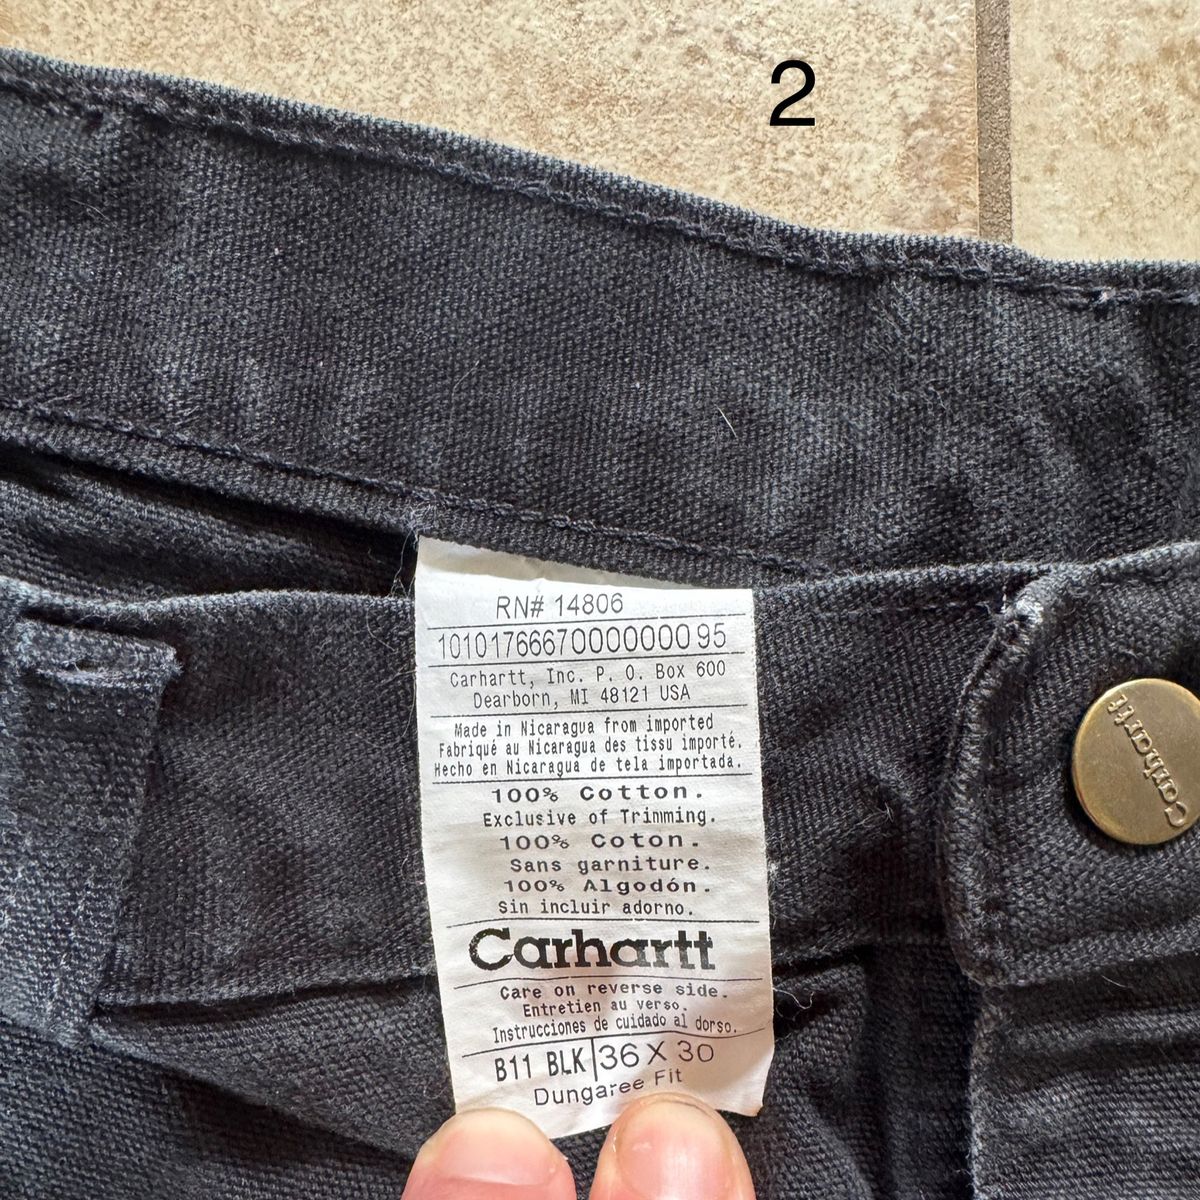 2
RN# 14806
10101766670000000095
Carhartt, Inc. P. O. Box 600
Dearborn, MI 48121 USA
Made in Nicaragua from imported
Fabriqué au Nicaragua des tissu importé.
Hecho en Nicaragua de tela importada.
100% Cotton.
Exclusive of Trimming.
100% Coton.
Sans garniture.
100% Algodón.
Sin incluir adorno.
Carhartt
Care on reverse side.
Entretien au verso.
Instrucciones de cuidado al dorso.
B11 BLK 36 X 30
Dungaree Fit
Carhartt